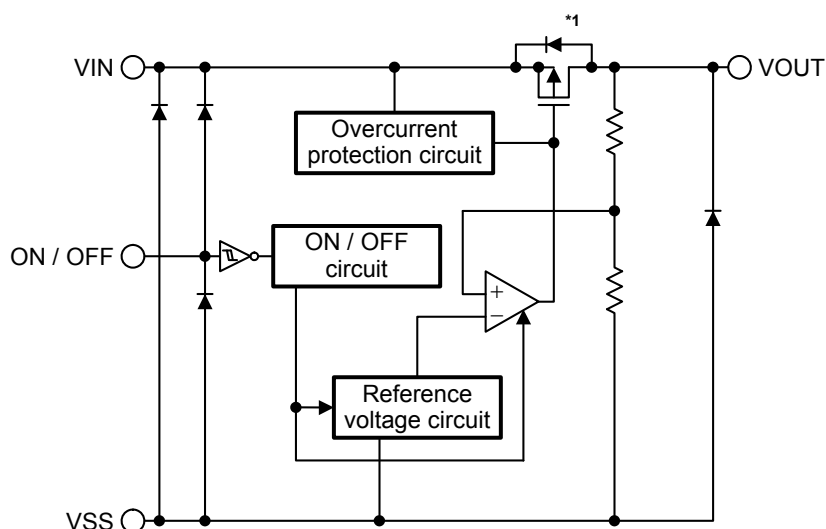 *1
VIN
VOUT
Overcurrent
protection circuit
ON / OFF
ON / OFF
circuit
+
−
Reference
voltage circuit
VSS